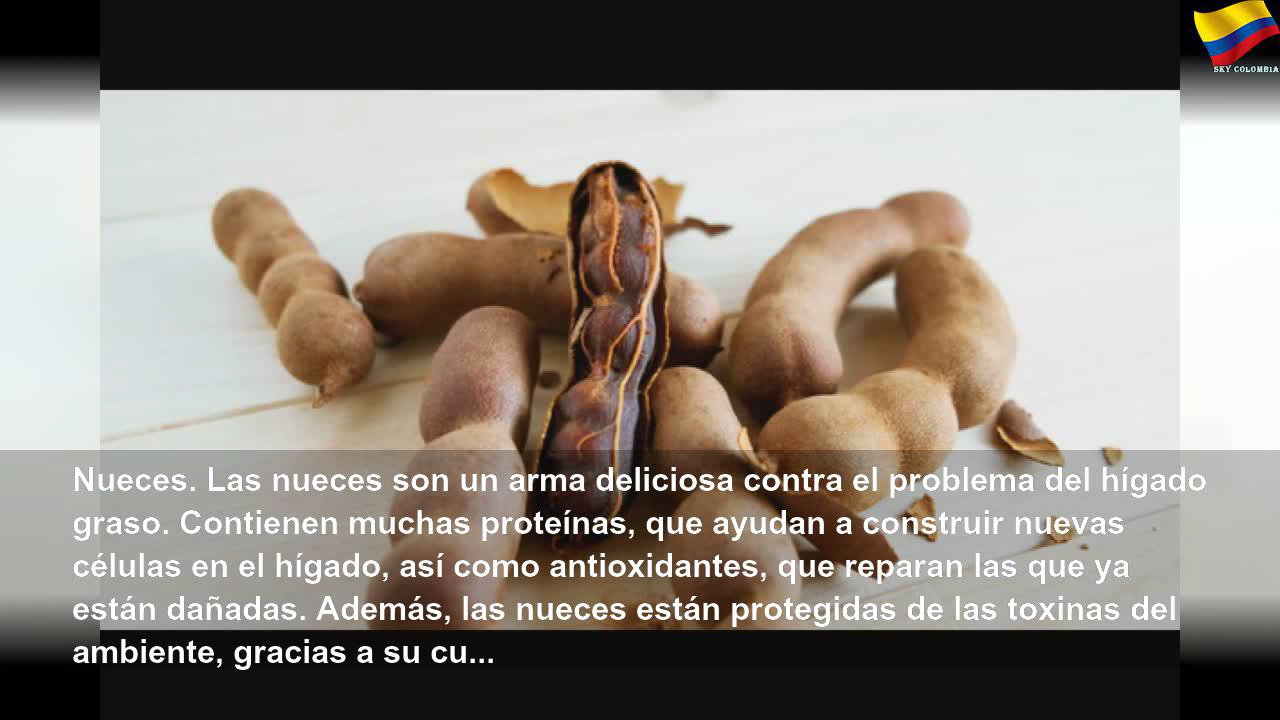 SKY COLOMBIA
Nueces. Las nueces son un arma deliciosa contra el problema del hígado
graso. Contienen muchas proteínas, que ayudan a construir nuevas
células en el hígado, así como antioxidantes, que reparan las que ya
están dañadas. Además, las nueces están protegidas de las toxinas del
ambiente, gracias a su cu...